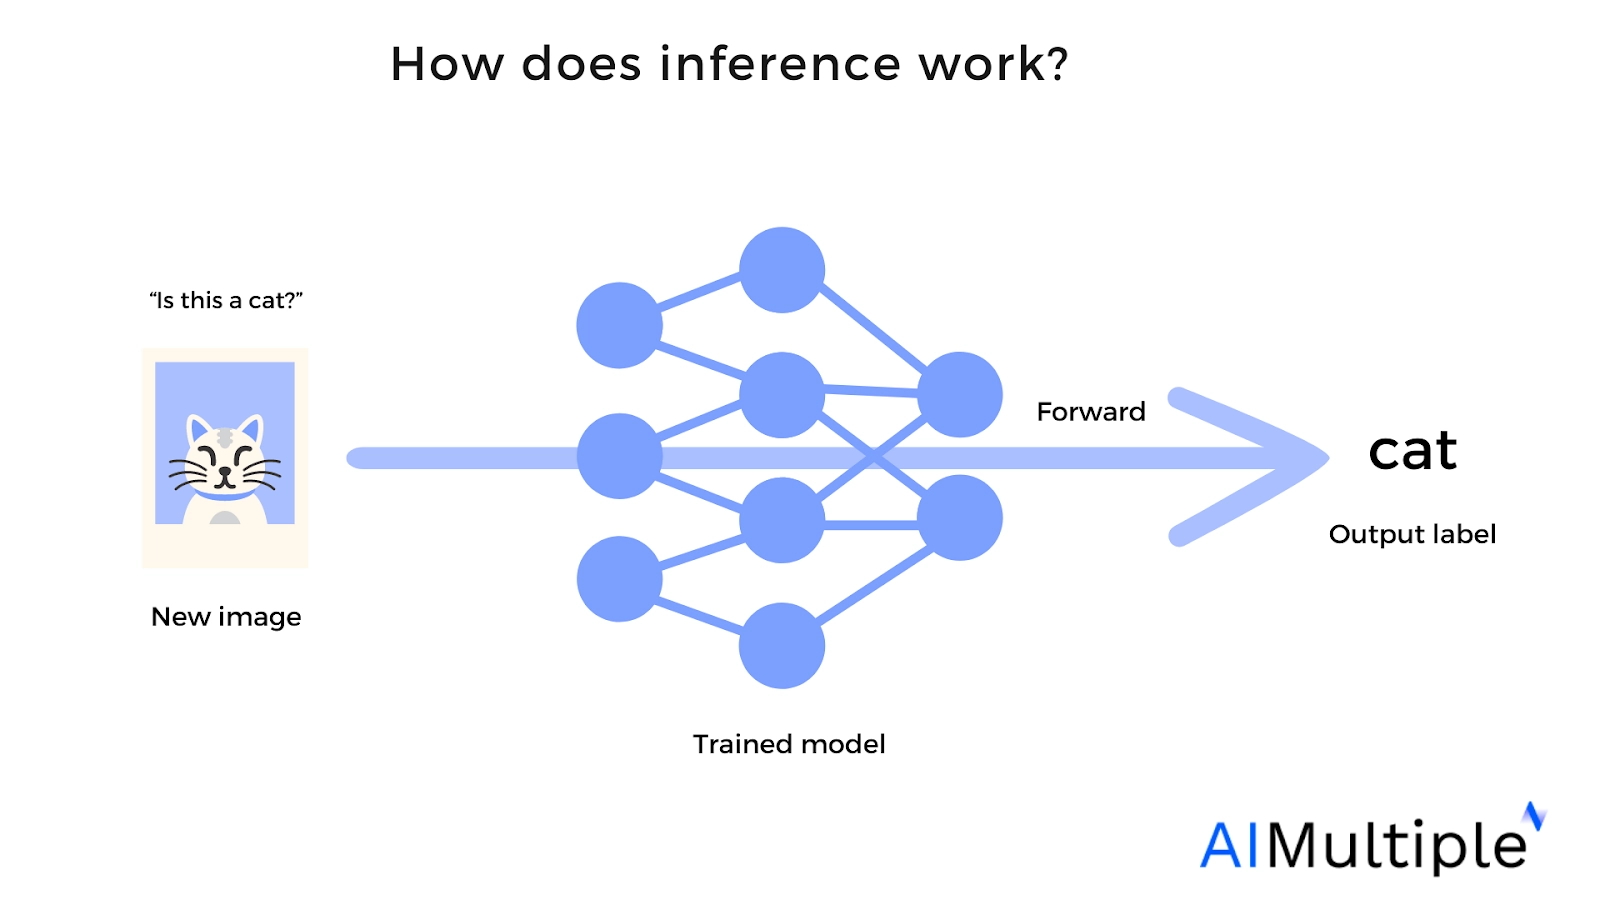 How does inference work?
“Is this a cat?”
New image
Trained model
Forward
cat
Output label
AIMultiple